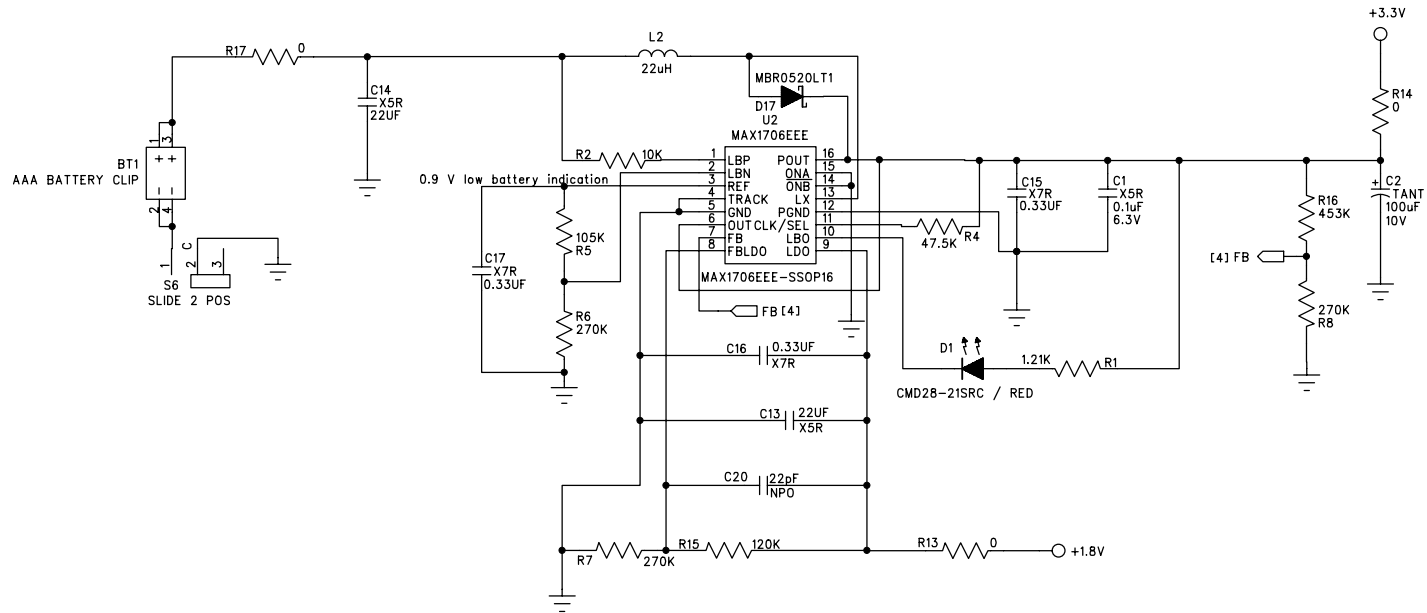 +3.3V
R14
0
R17
0
L2
22uH
MBR0520LT1
D17
U2
MAX1706EEE
C14
X5R
22UF
1
3
BT1
++
AAA BATTERY CLIP
2
4
1
S6
SLIDE 2 POS
2
C
3
R2
10K
0.9 V low battery indication
1 LBP POUT 16
2 LBN ONA 15
3 REF ONB 14
4 TRACK LX 13
5 GND PGND 12
6 OUT CLK/SEL 11
7 FB LBO 10
8 FBLDO LDO 9
MAX1706EEE-SSOP16
47.5K
R4
C15
X7R
0.33UF
C1
X5R
0.1uF
6.3V
R16
453K
C2
+
TANT
100uF
10V
[4] FB
270K
R8
105K
R5
C17
X7R
0.33UF
R6
270K
FB [4]
C16
0.33UF
X7R
D1
1.21K
R1
CMD28-21SRC / RED
C13
22UF
X5R
C20
22pF
NPO
R7
270K
R15
120K
R13
0
+1.8V